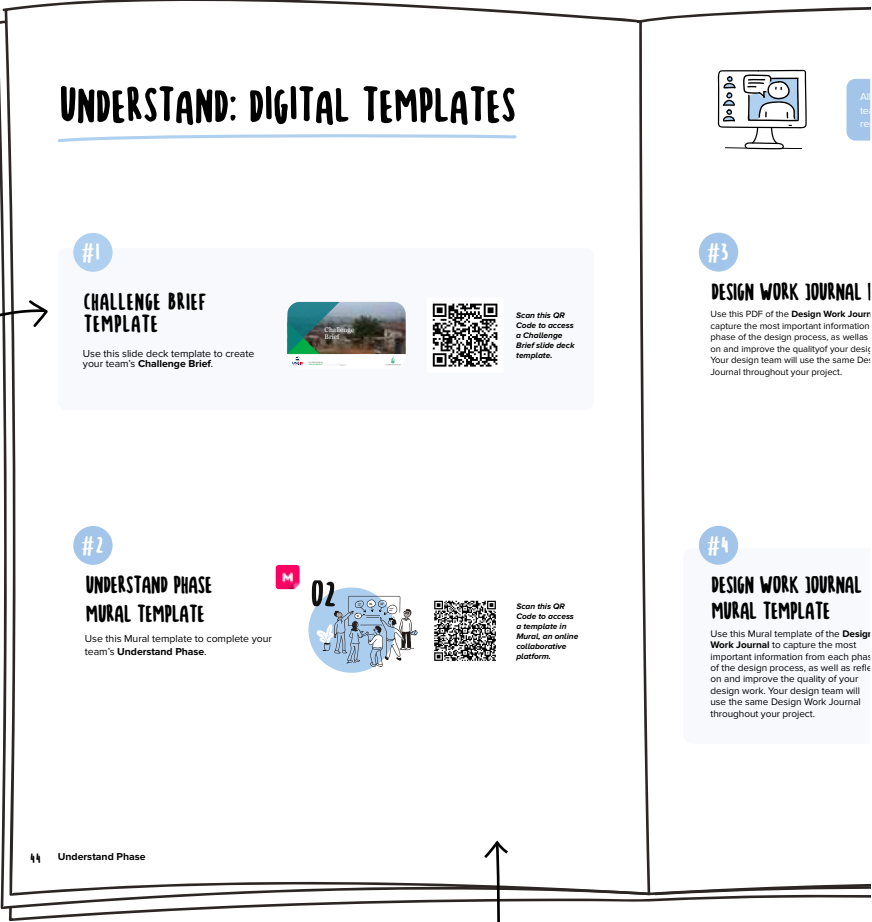 UNDERSTAND: DIGITAL TEMPLATES
#1
CHALLENGE BRIEF
TEMPLATE
Use this slide deck template to create
your team's Challenge Brief.
Challenge
Brief
Scan this QR
Code to access
a Challenge
Brief slide deck
template.
#2
UNDERSTAND PHASE
MURAL TEMPLATE
Use this Mural template to complete your
team's Understand Phase.
M
02
Scan this QR
Code to access
a template in
Mural, an online
collaborative
platform.
44 Understand Phase
All
#3
DESIGN WORK JOURNAL
Use this PDF of the Design Work Journ
capture the most important information
phase of the design process, as wellas
on and improve the qualityof your desig
Your design team will use the same Des
Journal throughout your project.
#4
DESIGN WORK JOURNAL
MURAL TEMPLATE
Use this Mural template of the Design
Work Journal to capture the most
important information from each phas
of the design process, as well as refle
on and improve the quality of your
design work. Your design team will
use the same Design Work Journal
throughout your project.